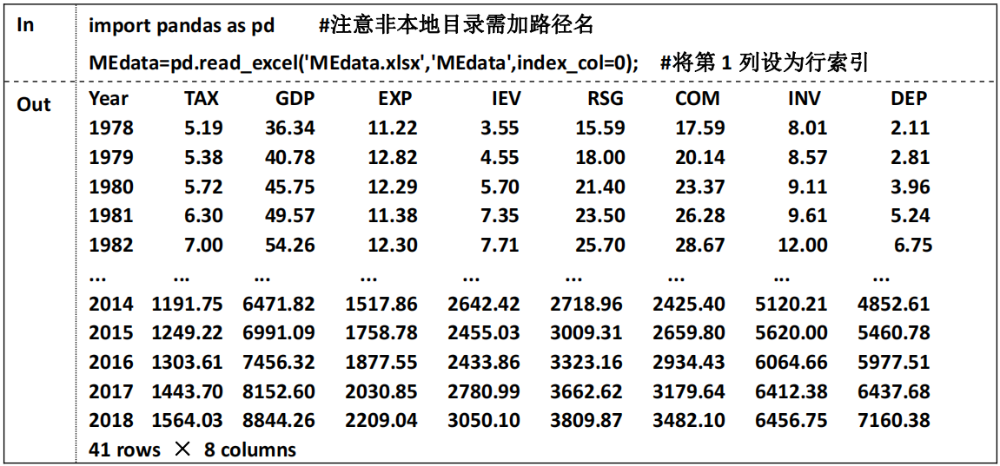 In import pandas as pd #注意非本地目录需加路径名
MEdata=pd.read_excel('MEdata.xlsx','MEdata',index_col=0); #将第 1 列设为行索引
Out Year TAX GDP EXP IEV RSG COM INV DEP
1978 5.19 36.34 11.22 3.55 15.59 17.59 8.01 2.11
1979 5.38 40.78 12.82 4.55 18.00 20.14 8.57 2.81
1980 5.72 45.75 12.29 5.70 21.40 23.37 9.11 3.96
1981 6.30 49.57 11.38 7.35 23.50 26.28 9.61 5.24
1982 7.00 54.26 12.30 7.71 25.70 28.67 12.00 6.75
... ... ... ... ... ... ... ... ...
2014 1191.75 6471.82 1517.86 2642.42 2718.96 2425.40 5120.21 4852.61
2015 1249.22 6991.09 1758.78 2455.03 3009.31 2659.80 5620.00 5460.78
2016 1303.61 7456.32 1877.55 2433.86 3323.16 2934.43 6064.66 5977.51
2017 1443.70 8152.60 2030.85 2780.99 3662.62 3179.64 6412.38 6437.68
2018 1564.03 8844.26 2209.04 3050.10 3809.87 3482.10 6456.75 7160.38
41 rows × 8 columns